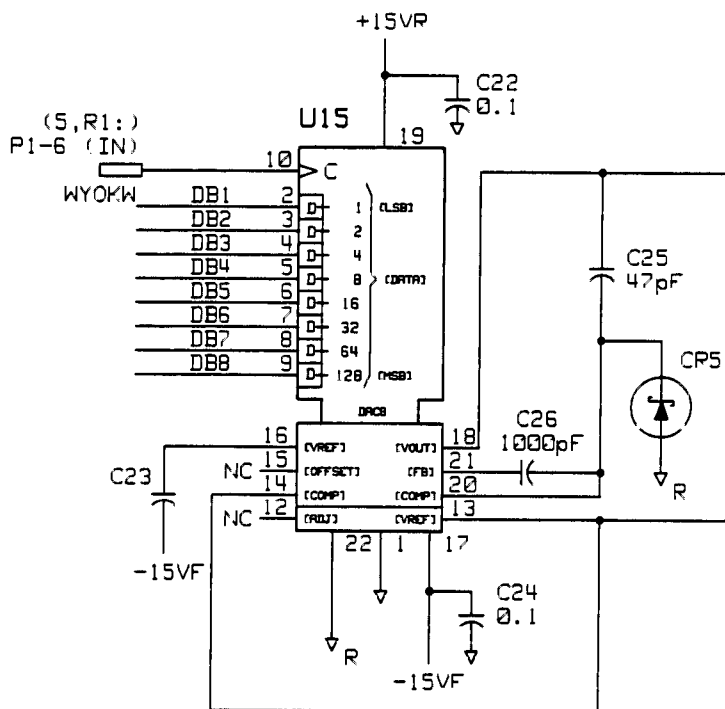 +15VR
C22
0.1
(5,R1:)
P1-6 (IN)
U15
19
10
C
WYOKW
DB1 2 D 1 [LSB]
DB2 3 2
DB3 4 4
DB4 5 D 8 [DATA]
DB5 6 16
DB6 7 32
DB7 8 64
DB8 9 D 128 [MSB]
C25
47pF
CR5
R
DAC8
16 [VREF] [VOUT] 18
C26
1000pF
NC 15 [OFFSET] [FB] 21
14 [COMP] [COMP] 20
NC 12 [ADJ] [VREF] 13
C23
-15VF
22 1 17
C24
0.1
R
-15VF